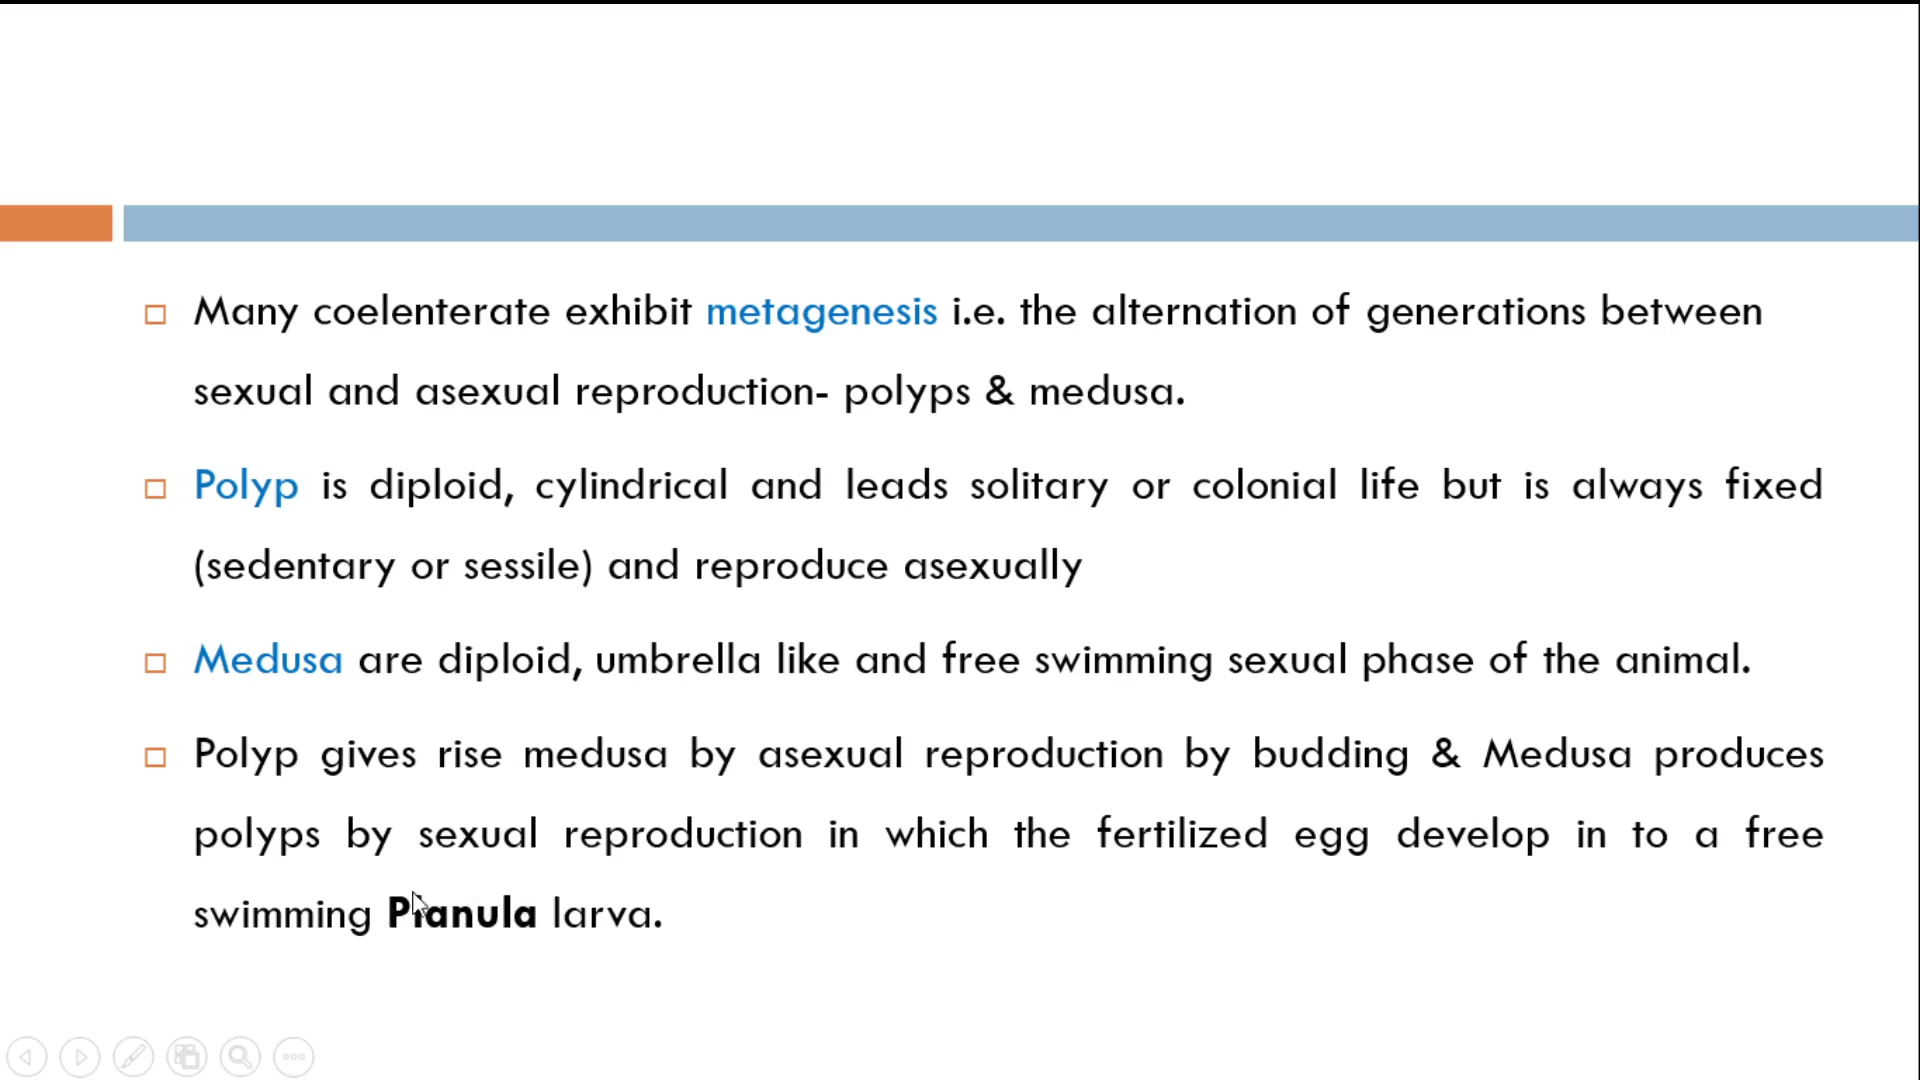 Many coelenterate exhibit metagenesis i.e. the alternation of generations between
sexual and asexual reproduction- polyps & medusa.
Polyp is diploid, cylindrical and leads solitary or colonial life but is always fixed
(sedentary or sessile) and reproduce asexually
Medusa are diploid, umbrella like and free swimming sexual phase of the animal.
Polyp gives rise medusa by asexual reproduction by budding & Medusa produces
polyps by sexual reproduction in which the fertilized egg develop in to a free
swimming Planula larva.